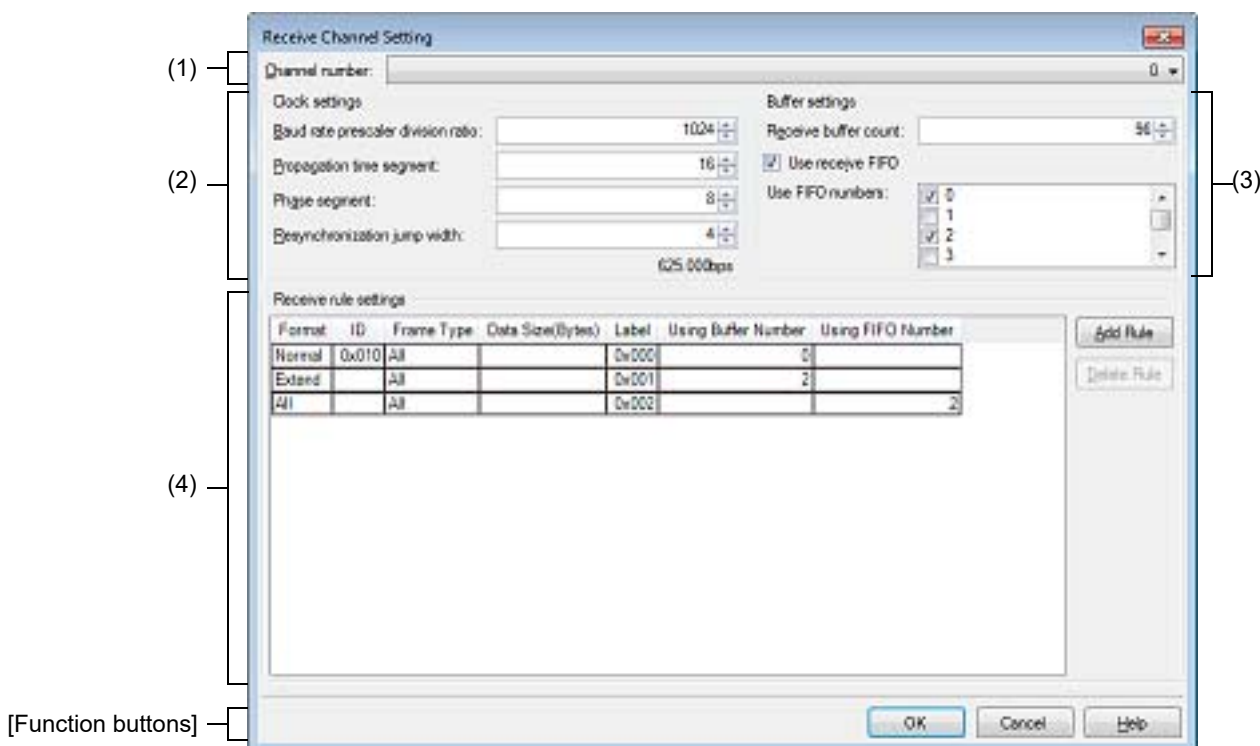 Receive Channel Setting
(1)
Channel number: 0
Clock settings
Buffer settings
Baud rate prescaler division ratio: 1024
Receive buffer count: 96
Propagation time segment: 16
Use receive FIFO
(2)
(3)
Phase segment: 8
Use FIFO numbers:
0
1
2
3
Resynchronization jump width: 4
625.000bps
Receive rule settings
Format ID Frame Type Data Size(Bytes) Label Using Buffer Number Using FIFO Number
Normal 0x010 All 0x000 0
Extend All 0x001 2
All All 0x002 2
Add Rule
Delete Rule
(4)
[Function buttons]
OK Cancel Help